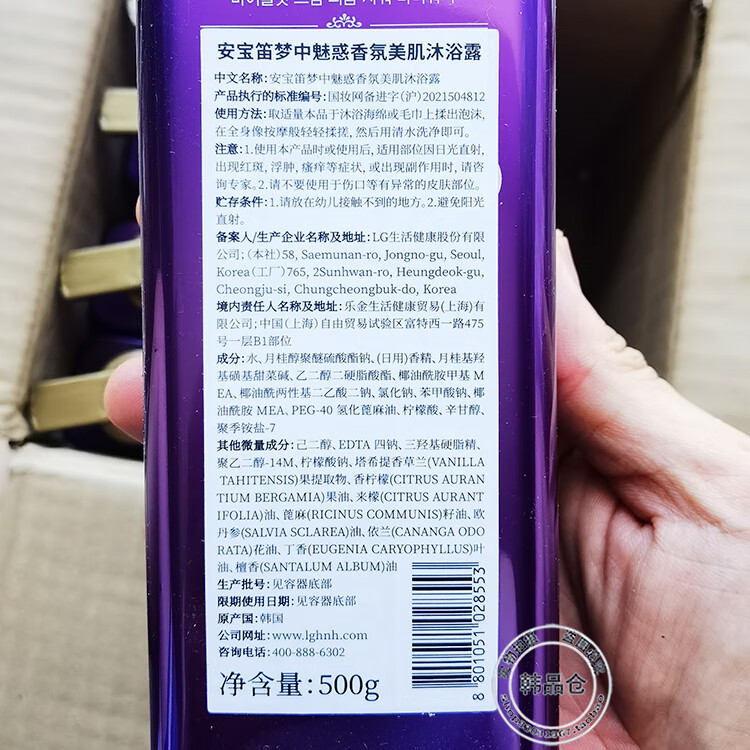 安宝笛梦中魅惑香氛美肌沐浴露
中文名称:安宝笛梦中魅惑香氛美肌沐浴露
产品执行的标准编号:国妆网备进字(沪)2021504812
使用方法:取适量本品于沐浴海绵或毛巾上揉出泡沫,
在全身像按摩般轻轻揉搓,然后用清水洗净即可。
注意:1.使用本产品时或使用后,适用部位因日光直射,
出现红斑,浮肿,瘙痒等症状,或出现副作用时,请咨
询专家。2.请不要使用于伤口等有异常的皮肤部位。
贮存条件:1.请放在幼儿接触不到的地方。2.避免阳光
直射。
备案人/生产企业名称及地址:LG生活健康股份有限
公司;(本社)58, Saemunan-ro, Jongno-gu, Seoul,
Korea(工厂)765, 2Sunhwan-ro, Heungdeok-gu,
Cheongju-si, Chungcheongbuk-do, Korea
境内责任人名称及地址:乐金生活健康贸易(上海)有
限公司;中国(上海)自由贸易试验区富特西一路475
号一层B1部位
成分:水、月桂醇聚醚硫酸酯钠、(日用)香精、月桂基羟
基磺基甜菜碱、乙二醇二硬脂酸酯、椰油酰胺甲基 M
EA、椰油酰两性基二乙酸二钠、氯化钠、苯甲酸钠、椰
油酰胺 MEA、PEG-40 氢化蓖麻油、柠檬酸、辛甘醇、
聚季铵盐-7
其他微量成分:己二醇、EDTA 四钠、三羟基硬脂精、
聚乙二醇-14M、柠檬酸钠、塔希提香草兰(VANILLA
TAHITENSIS)果提取物、香柠檬(CITRUS AURAN
TIUM BERGAMIA)果油、来檬(CITRUS AURANT
IFOLIA)油、蓖麻(RICINUS COMMUNIS)籽油、欧
丹参(SALVIA SCLAREA)油、依兰(CANANGA ODO
RATA)花油、丁香(EUGENIA CARYOPHYLLUS)叶
油、檀香(SANTALUM ALBUM)油
生产批号:见容器底部
限期使用日期:见容器底部
原产国:韩国
公司网址:www.lghnh.com
咨询电话:400-888-6302
净含量:500g
8 801051 028553
韩品仓